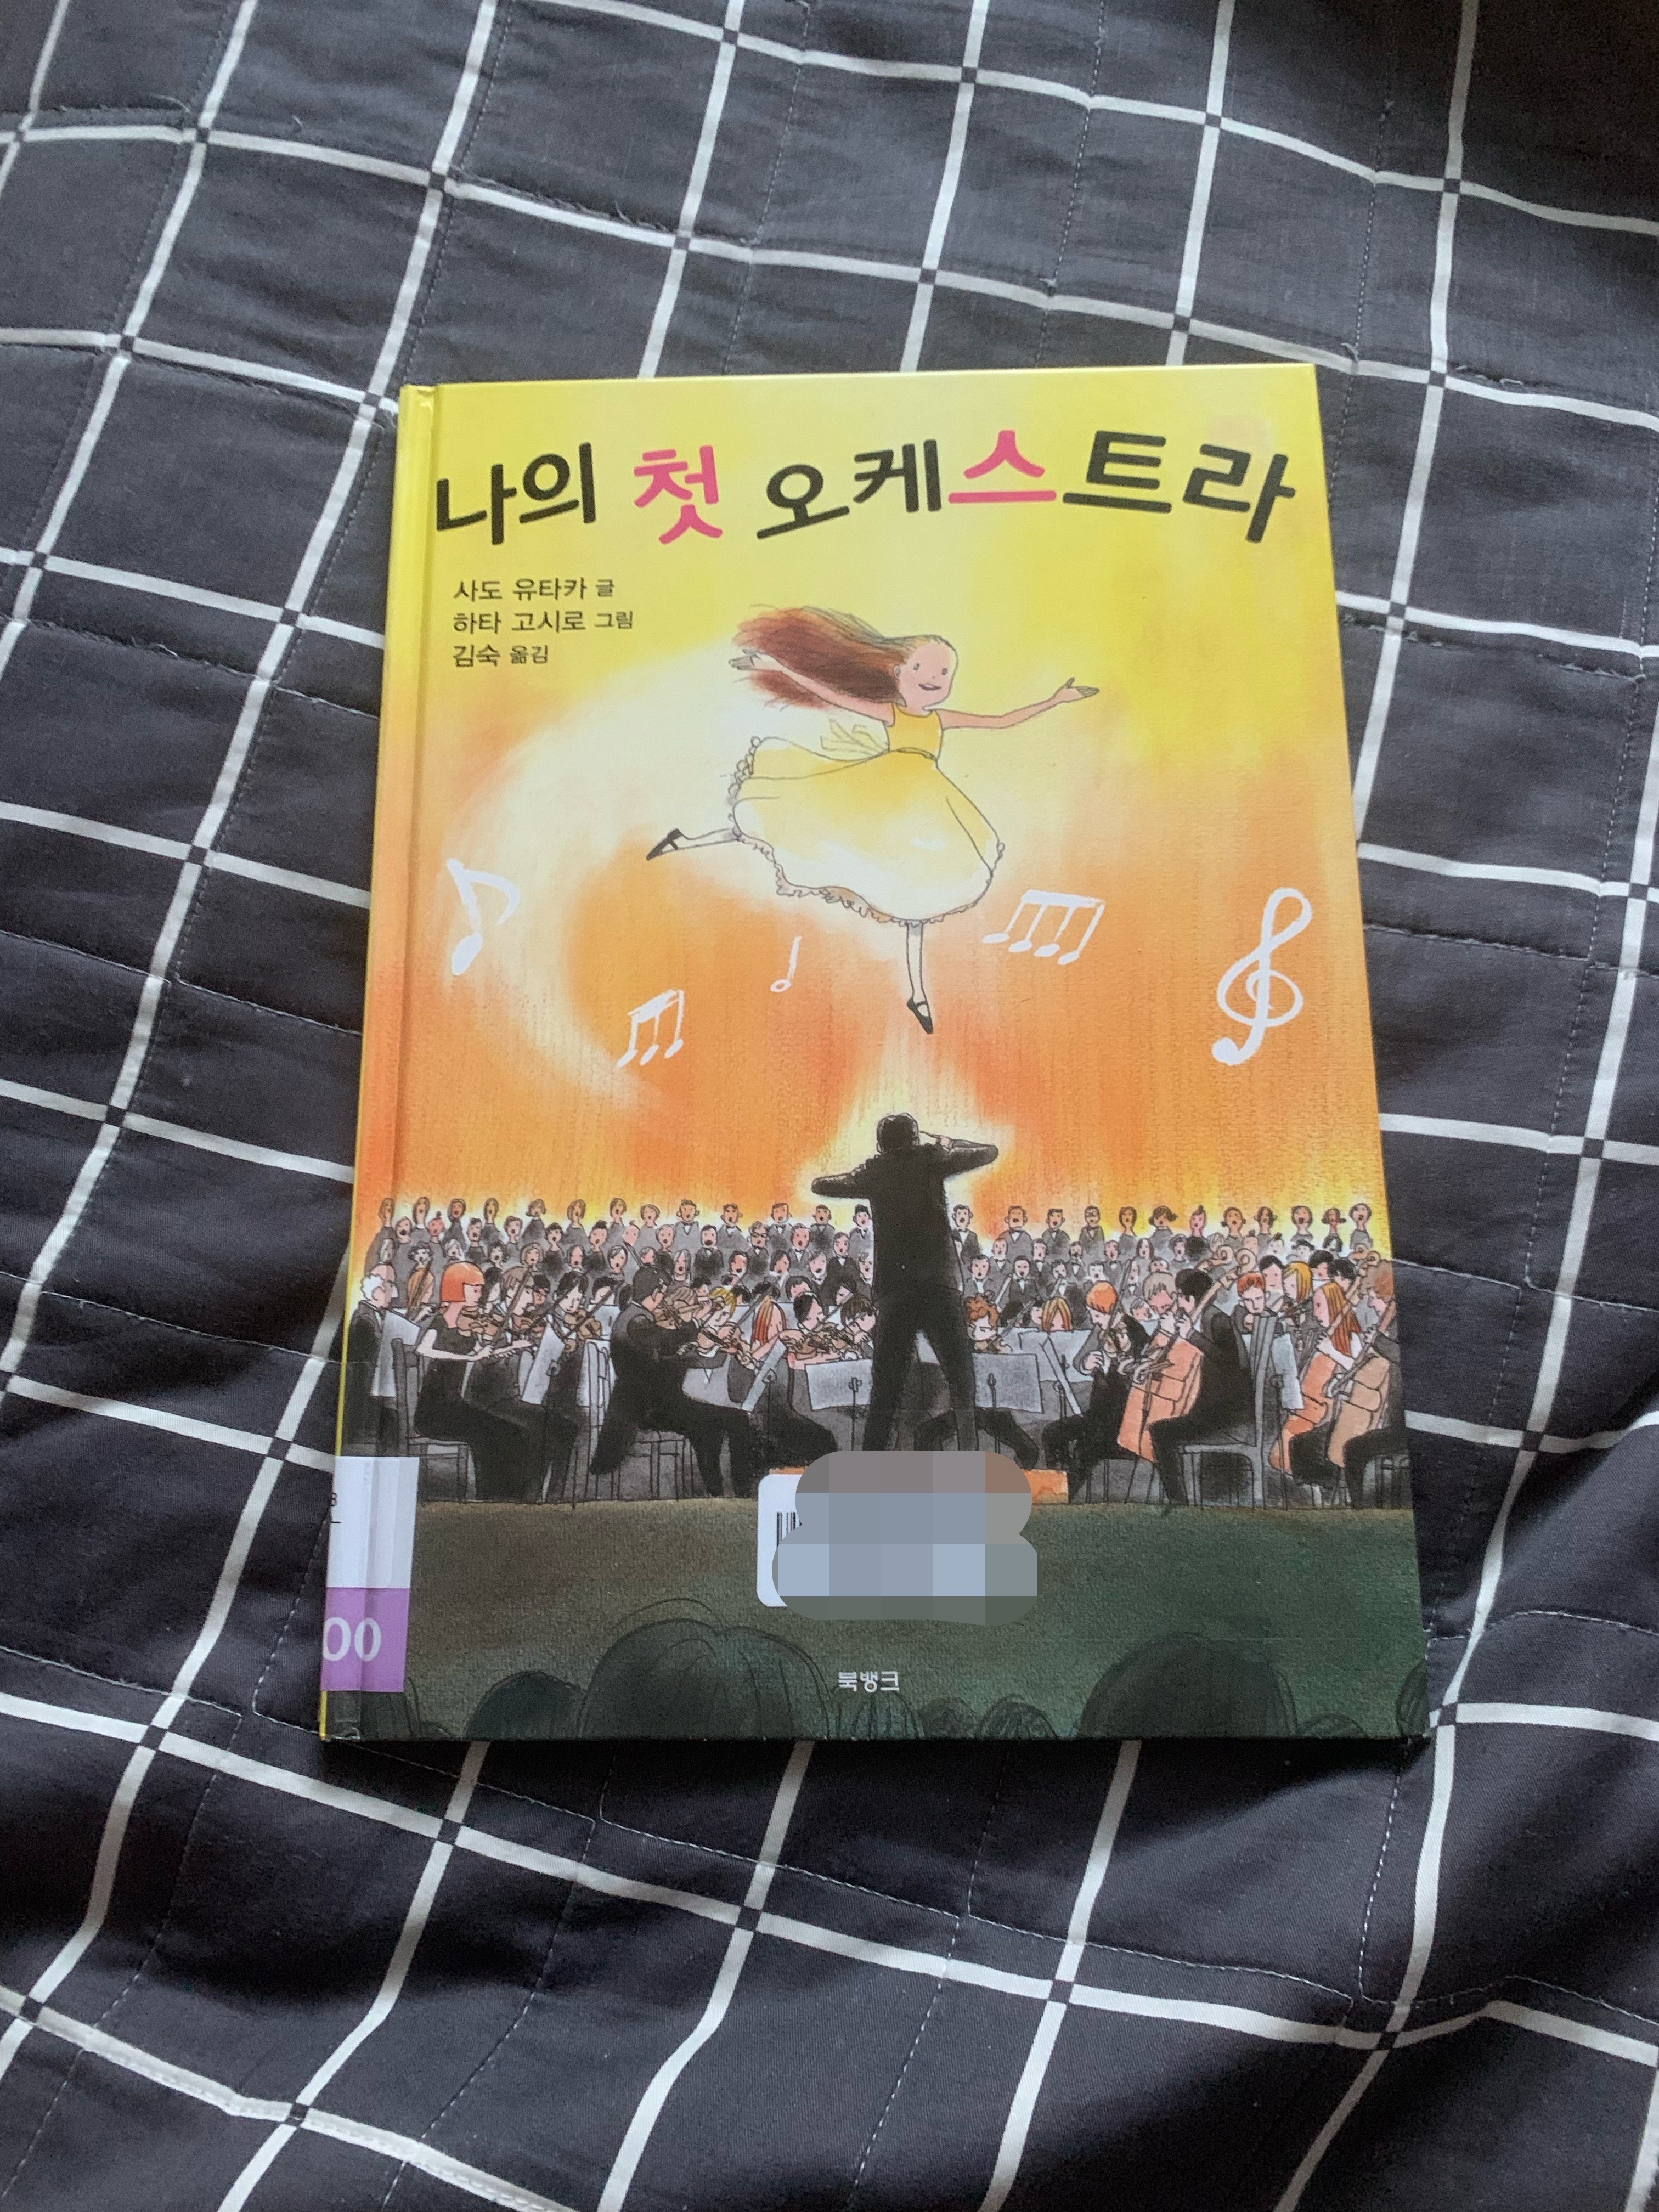 나의 첫 오케스트라
사도 유타카 글
하타 고시로 그림
김숙 옮김
00
북뱅크